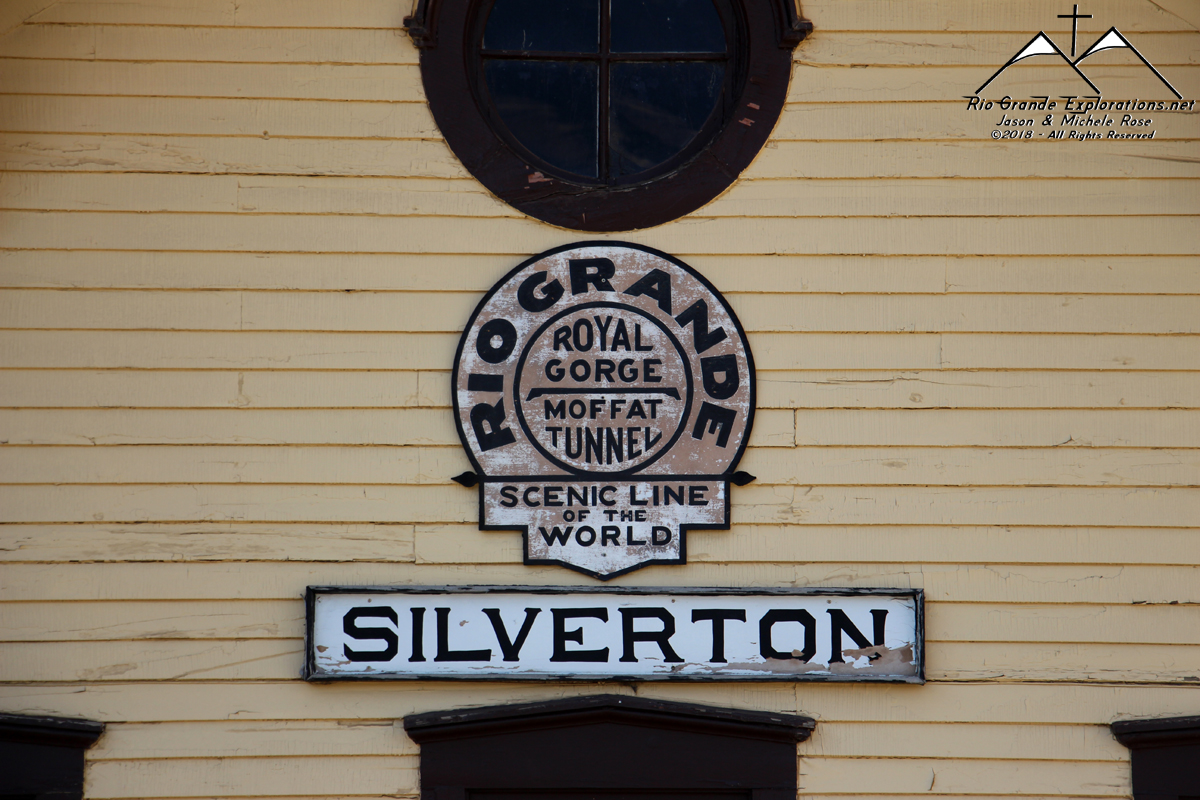 Rio Grande Explorations.net
Jason & Michele Rose
©2018 - All Rights Reserved
RIO GRANDE
ROYAL
GORGE
MOFFAT
TUNNEL
SCENIC LINE
OF THE
WORLD
SILVERTON